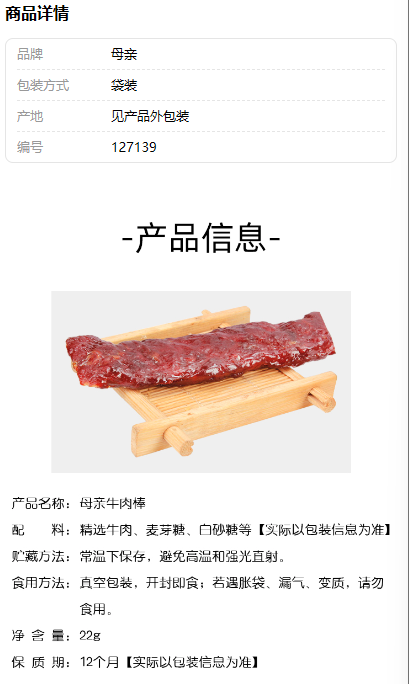 商品详情
品牌 母亲
包装方式 袋装
产地 见产品外包装
编号 127139
-产品信息-
产品名称：母亲牛肉棒
配 料：精选牛肉、麦芽糖、白砂糖等【实际以包装信息为准】
贮藏方法：常温下保存，避免高温和强光直射。
食用方法：真空包装，开封即食；若遇胀袋、漏气、变质，请勿
食用。
净 含 量：22g
保 质 期：12个月【实际以包装信息为准】